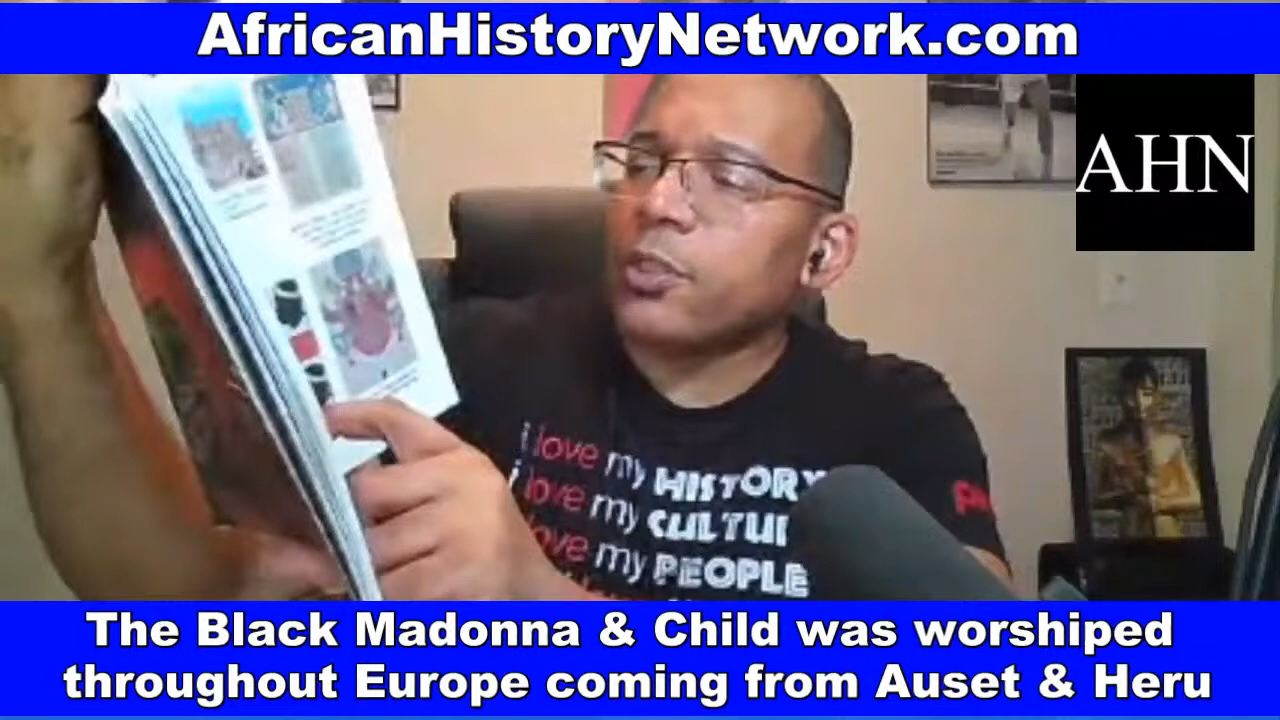 AfricanHistoryNetwork.com
AHN
i love my HISTORY
i love my CULTU
love my PEOPLE
The Black Madonna & Child was worshiped
throughout Europe coming from Auset & Heru